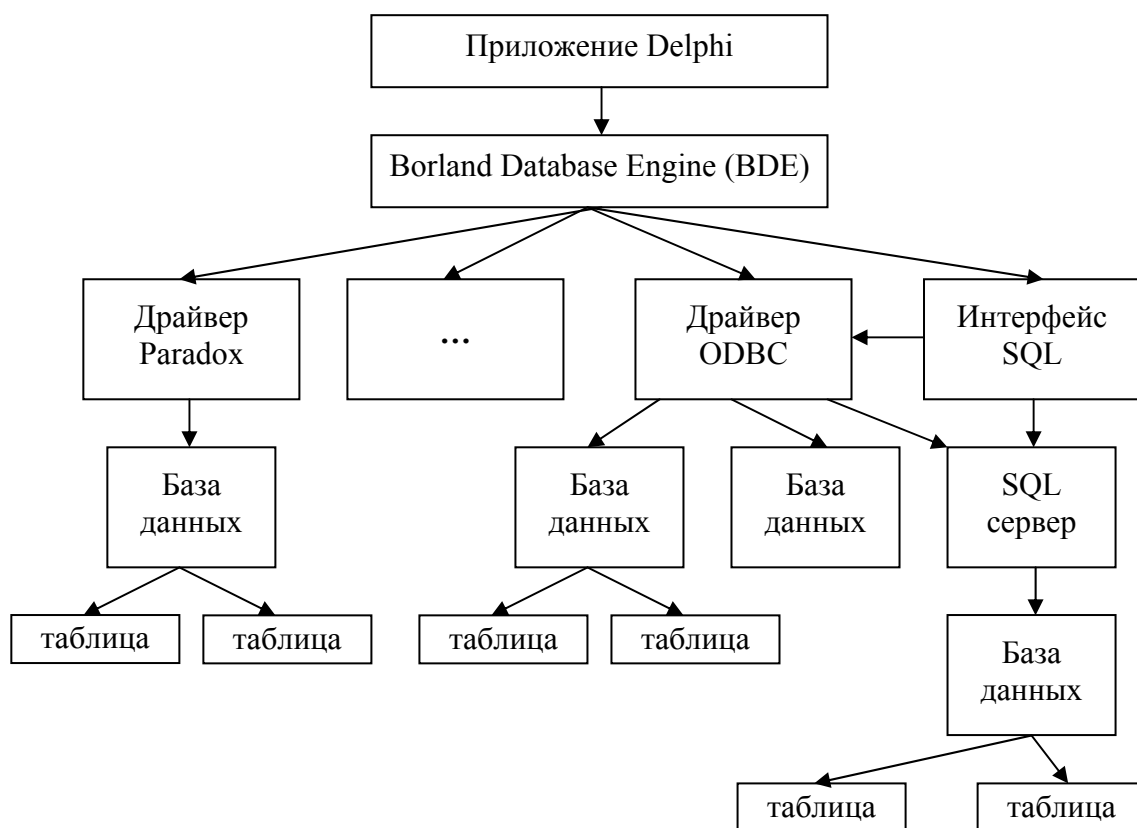 Приложение Delphi
Borland Database Engine (BDE)
Драйвер
Paradox
...
Драйвер
ODBC
Интерфейс
SQL
База
данных
База
данных
База
данных
SQL
сервер
таблица
таблица
таблица
таблица
База
данных
таблица
таблица